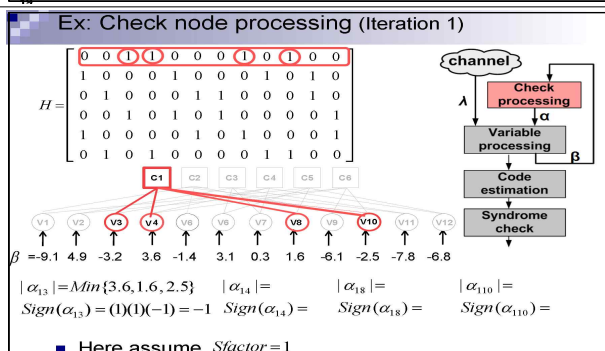 Ex: Check node processing (Iteration 1)
0 0 1 1 0 0 0 1 0 1 0 0
1 0 0 0 1 0 0 0 1 0 1 0
0 1 0 0 0 1 1 0 0 0 1 0
H =
0 0 1 0 1 0 1 0 0 0 0 1
1 0 0 0 0 1 0 1 0 0 0 1
0 1 0 1 0 0 0 0 1 1 0 0
C1 C2 C3 C4 C5 C6
V1 V2 V3 V4 V6 V7 V8 V9 V10 V11 V12
β =-9.1 4.9 -3.2 3.6 -1.4 3.1 0.3 1.6 -6.1 -2.5 -7.8 -6.8
channel
Check processing
λ
α
Variable processing
β
Code estimation
Syndrome check
|α₁₃|=Min{3.6,1.6,2.5} |α₁₄|= |α₁₈|= |α₁₁₀|=
Sign(α₁₃)=(1)(1)(-1)=-1 Sign(α₁₄)= Sign(α₁₈)= Sign(α₁₁₀)=
Here assume Sfactor=1